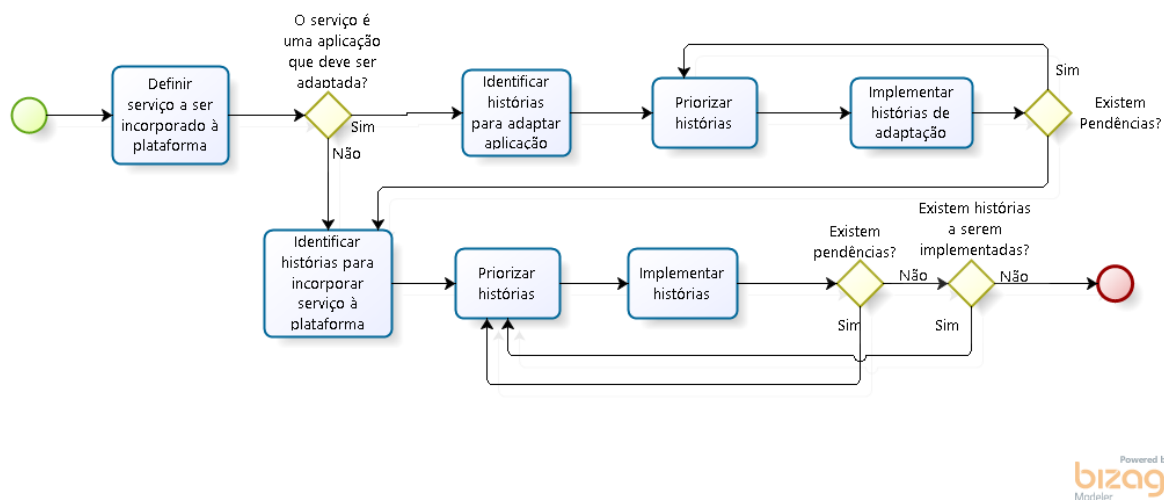 O serviço é
uma aplicação
que deve ser
adaptada?
Definir
serviço a ser
incorporado à
plataforma
Sim
Não
Identificar
histórias
para adaptar
aplicação
Priorizar
histórias
Implementar
histórias de
adaptação
Sim
Existem
Pendências?
Identificar
histórias para
incorporar
serviço à
plataforma
Priorizar
histórias
Implementar
histórias
Existem
pendências?
Não
Sim
Existem histórias
a serem
implementadas?
Não
Sim
Powered b
bizag
Modeler